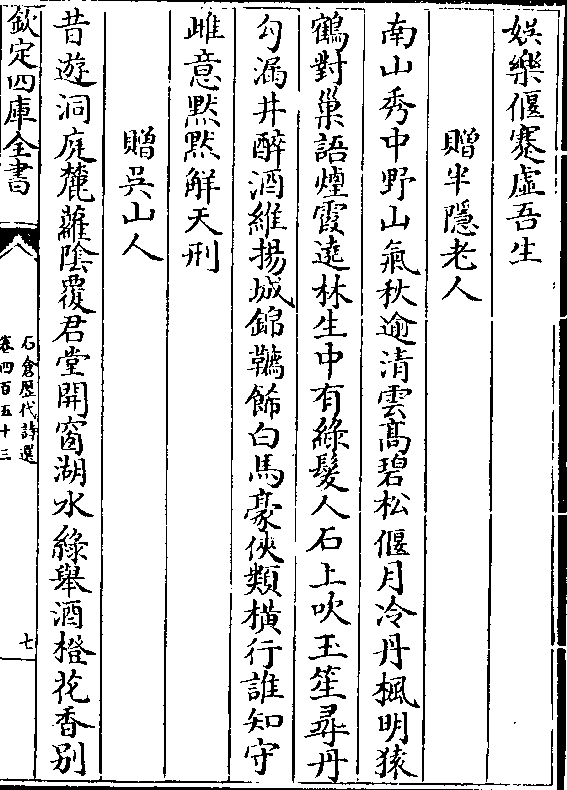 娯樂偃蹇虛吾生
贈半隱老人
南山秀中野山氣秋逾清雲髙碧松偃月冷丹楓明猿
鶴對巢語煙霞遶林生中有綠髮人石上吹玉笙尋丹
勾漏井醉酒維揚城錦韉飾白馬豪俠類橫行誰知守
雌意黙黙解天刑
贈吳山人
昔遊洞庭麓蘿陰覆君堂開窗湖水綠舉酒橙花香别
欽定四庫全書
石倉歴代詩選
卷四百五十三
七